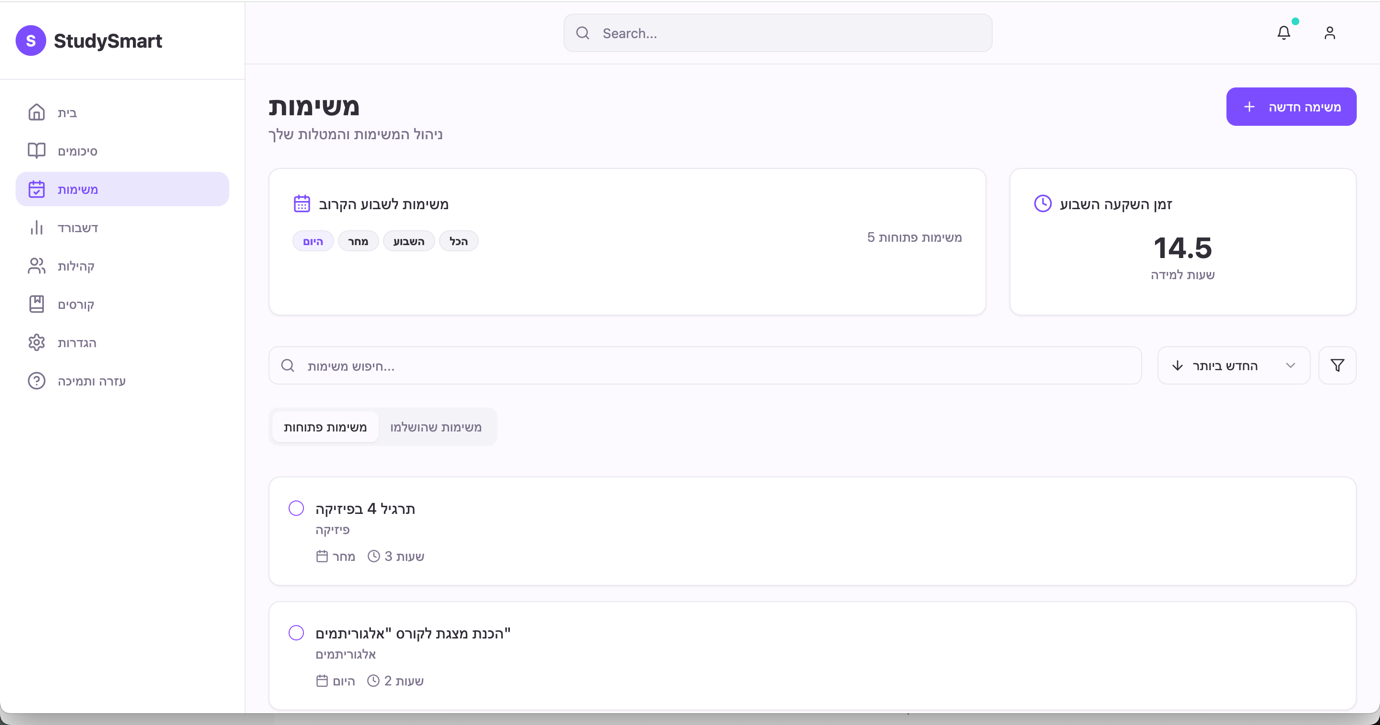 S StudySmart
Search...
בית
סיכומים
משימות
דשבורד
קהילות
קורסים
הגדרות
עזרה ותמיכה
משימות
ניהול המשימות והמטלות שלך
משימה חדשה +
משימות לשבוע הקרוב
היום מחר השבוע הכל
משימות פתוחות 5
זמן השקעה השבוע
14.5
שעות למידה
חיפוש משימות...
החדש ביותר
משימות פתוחות
משימות שהושלמו
תרגיל 4 בפיזיקה
פיזיקה
מחר שעות 3
הכנת מצגת לקורס "אלגוריתמים"
אלגוריתמים
היום שעות 2